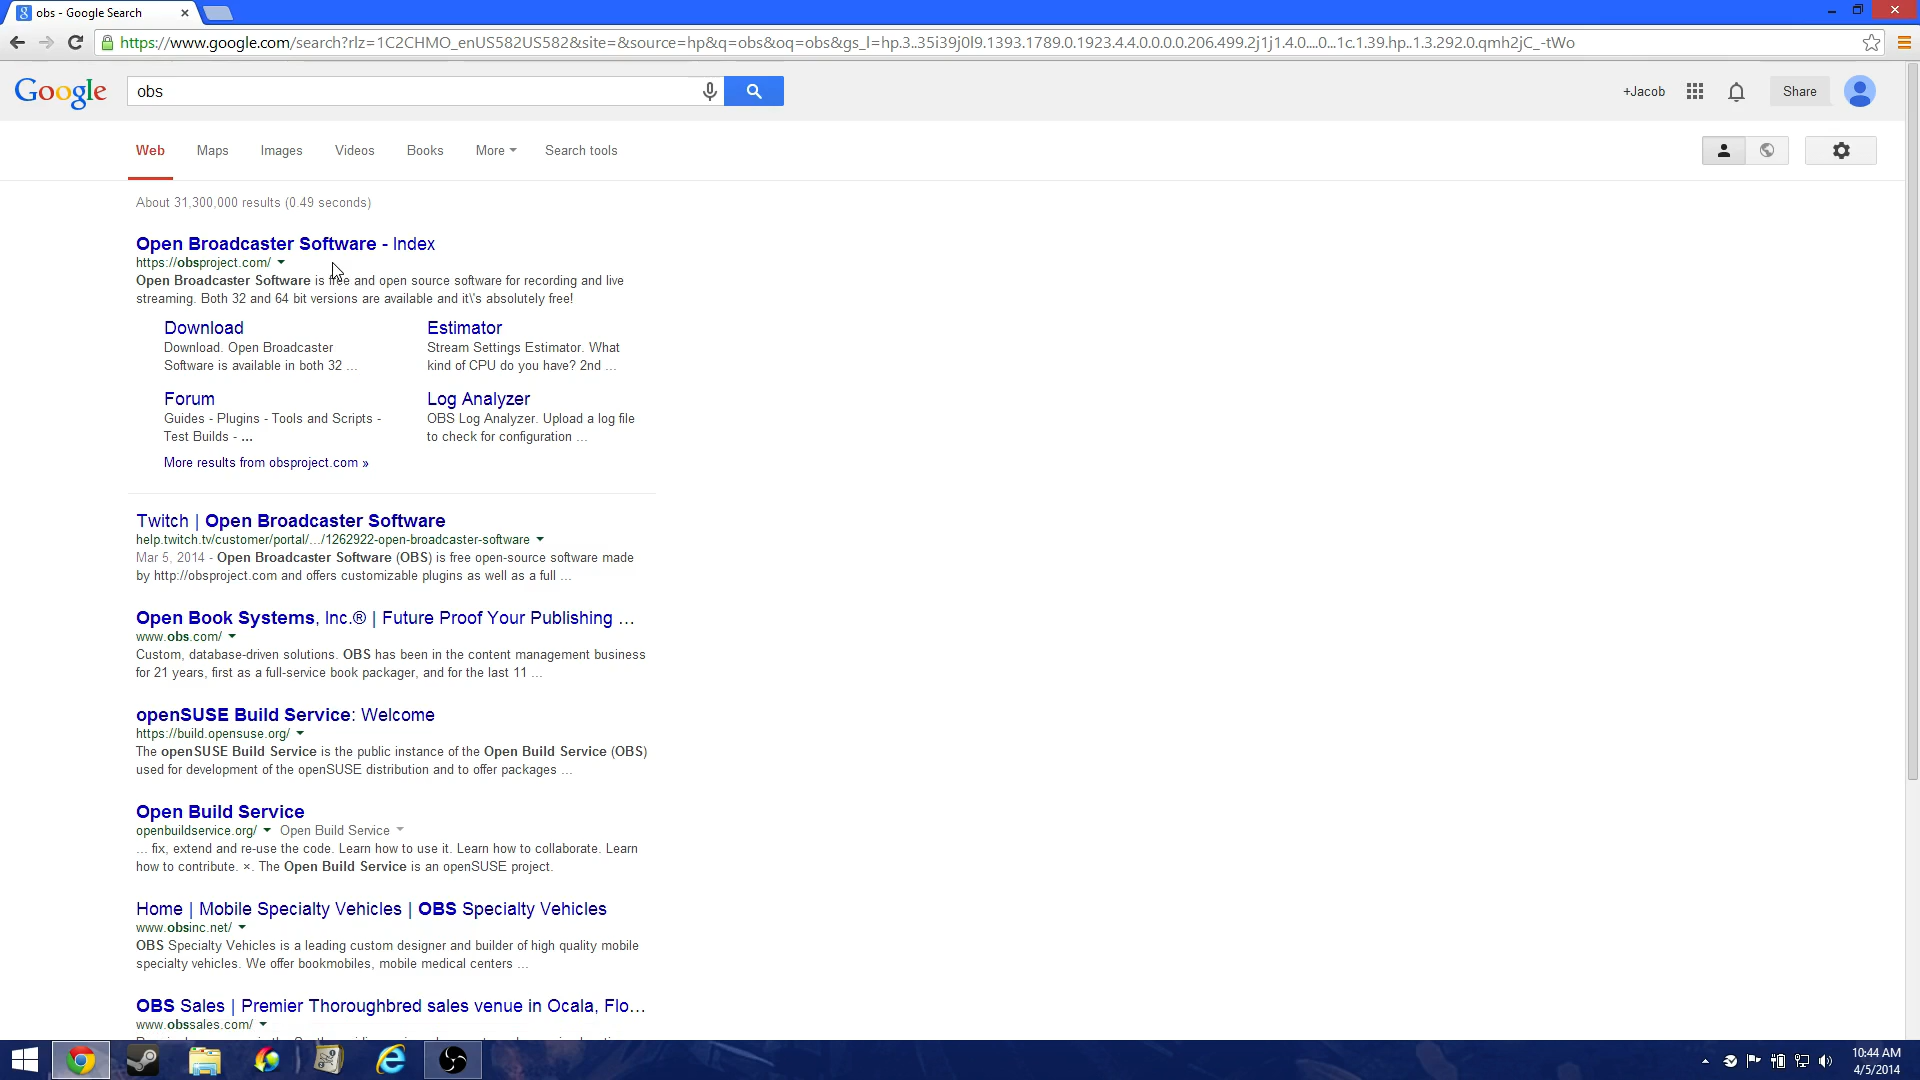 obs - Google Search
https://www.google.com/search?rlz=1C2CHMO_enUS582US582&site=&source=hp&q=obs&oq=obs&gs_l=hp.3..35i39j0l9.1393.1789.0.1923.4.4.0.0.0.0.206.499.2j1j1.4.0....0...1c.1.39.hp..1.3.292.0.qmh2jC_-tWo
Google
obs
+Jacob
Share
Web Maps Images Videos Books More Search tools
About 31,300,000 results (0.49 seconds)
Open Broadcaster Software - Index
https://obsproject.com/
Open Broadcaster Software is free and open source software for recording and live
streaming. Both 32 and 64 bit versions are available and it\'s absolutely free!
Download
Download. Open Broadcaster
Software is available in both 32 ...
Estimator
Stream Settings Estimator. What
kind of CPU do you have? 2nd ...
Forum
Guides - Plugins - Tools and Scripts -
Test Builds - ...
Log Analyzer
OBS Log Analyzer. Upload a log file
to check for configuration ...
More results from obsproject.com »
Twitch | Open Broadcaster Software
help.twitch.tv/customer/portal/.../1262922-open-broadcaster-software
Mar 5, 2014 - Open Broadcaster Software (OBS) is free open-source software made
by http://obsproject.com and offers customizable plugins as well as a full ...
Open Book Systems, Inc.® | Future Proof Your Publishing ...
www.obs.com/
Custom, database-driven solutions. OBS has been in the content management business
for 21 years, first as a full-service book packager, and for the last 11 ...
openSUSE Build Service: Welcome
https://build.opensuse.org/
The openSUSE Build Service is the public instance of the Open Build Service (OBS)
used for development of the openSUSE distribution and to offer packages ...
Open Build Service
openbuildservice.org/ Open Build Service
... fix, extend and re-use the code. Learn how to use it. Learn how to collaborate. Learn
how to contribute. ×. The Open Build Service is an openSUSE project.
Home | Mobile Specialty Vehicles | OBS Specialty Vehicles
www.obsinc.net/
OBS Specialty Vehicles is a leading custom designer and builder of high quality mobile
specialty vehicles. We offer bookmobiles, mobile medical centers ...
OBS Sales | Premier Thoroughbred sales venue in Ocala, Flo...
www.obssales.com/
10:44 AM
4/5/2014